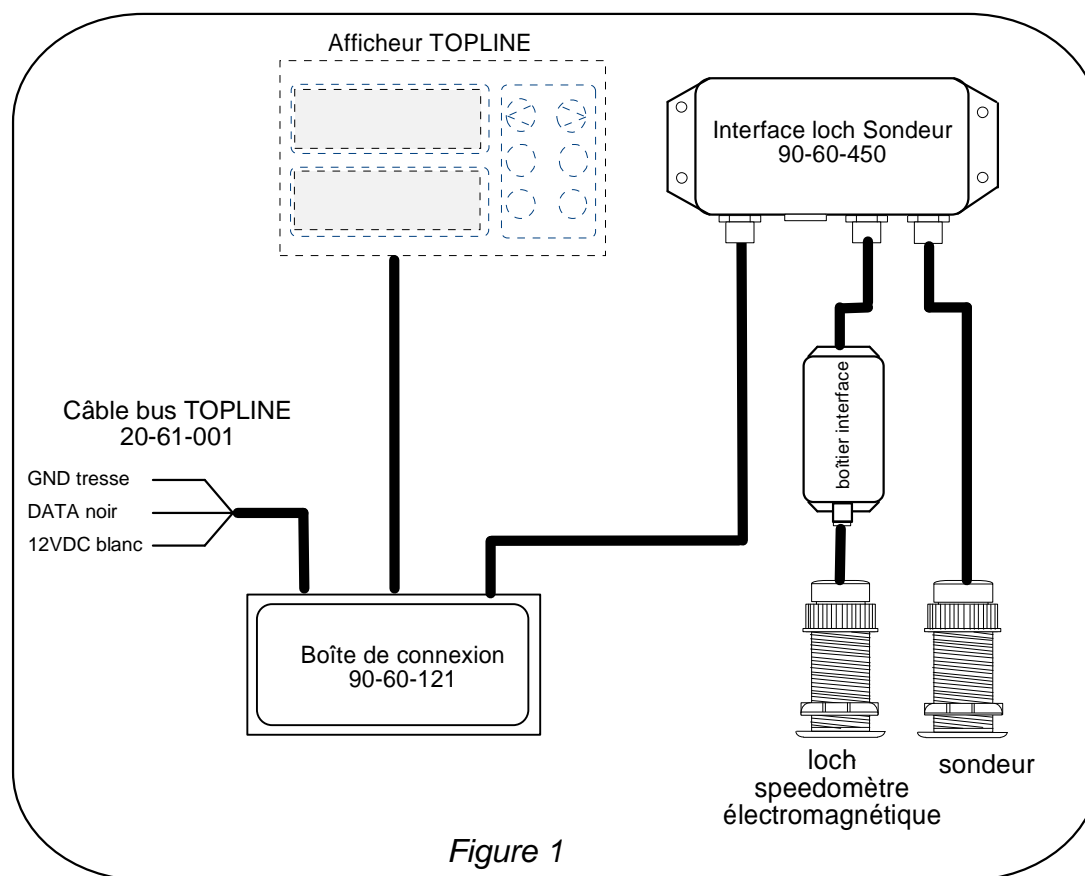 Afficheur TOPLINE
Interface loch Sondeur
90-60-450
boîtier interface
Câble bus TOPLINE
20-61-001
GND tresse
DATA noir
12VDC blanc
Boîte de connexion
90-60-121
loch
speedomètre
électromagnétique
sondeur
Figure 1